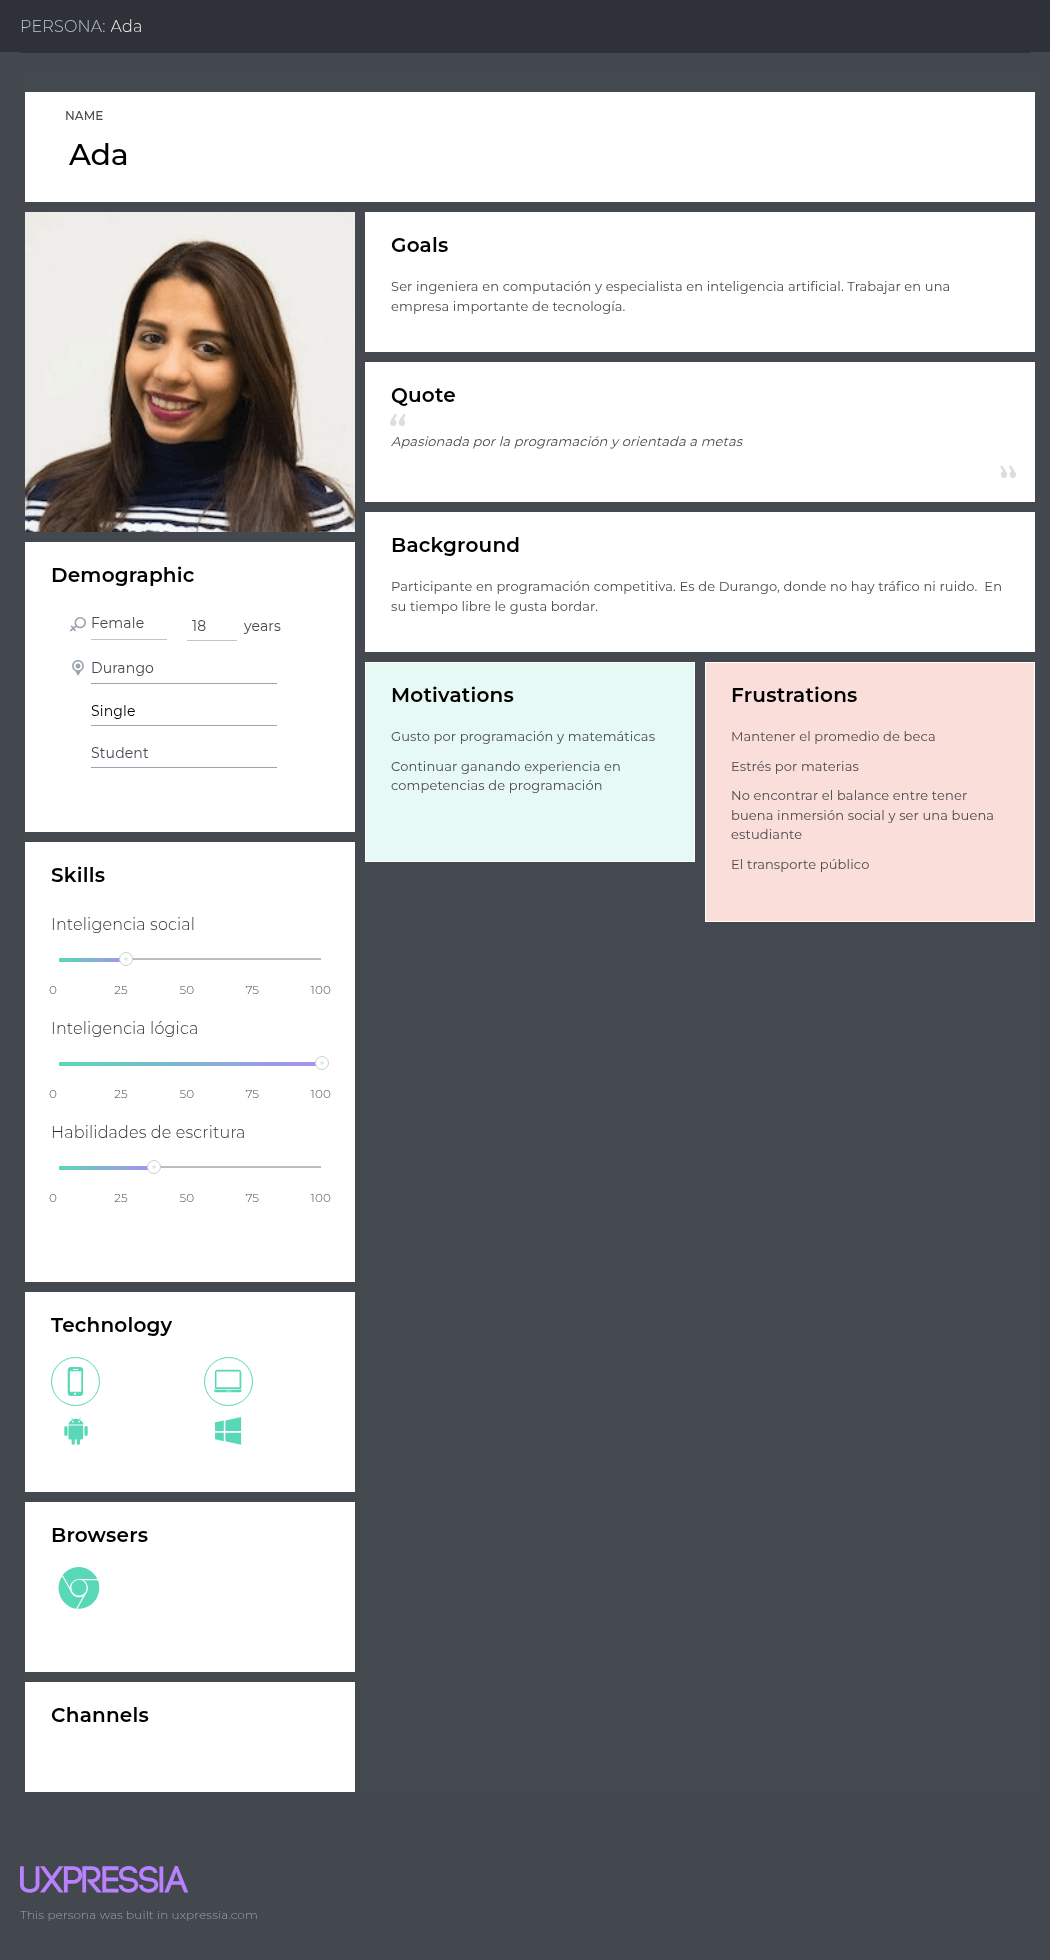 PERSONA: Ada
NAME
Ada
Goals
Ser ingeniera en computación y especialista en inteligencia artificial. Trabajar en una
empresa importante de tecnología.
Quote
“
Apasionada por la programación y orientada a metas
”
Background
Participante en programación competitiva. Es de Durango, donde no hay tráfico ni ruido.  En
su tiempo libre le gusta bordar.
Demographic
Female 18 years
Durango
Single
Student
Motivations
Gusto por programación y matemáticas
Continuar ganando experiencia en
competencias de programación
Frustrations
Mantener el promedio de beca
Estrés por materias
No encontrar el balance entre tener
buena inmersión social y ser una buena
estudiante
El transporte público
Skills
Inteligencia social
0 25 50 75 100
Inteligencia lógica
0 25 50 75 100
Habilidades de escritura
0 25 50 75 100
Technology
Browsers
Channels
UXPRESSIA
This persona was built in uxpressia.com